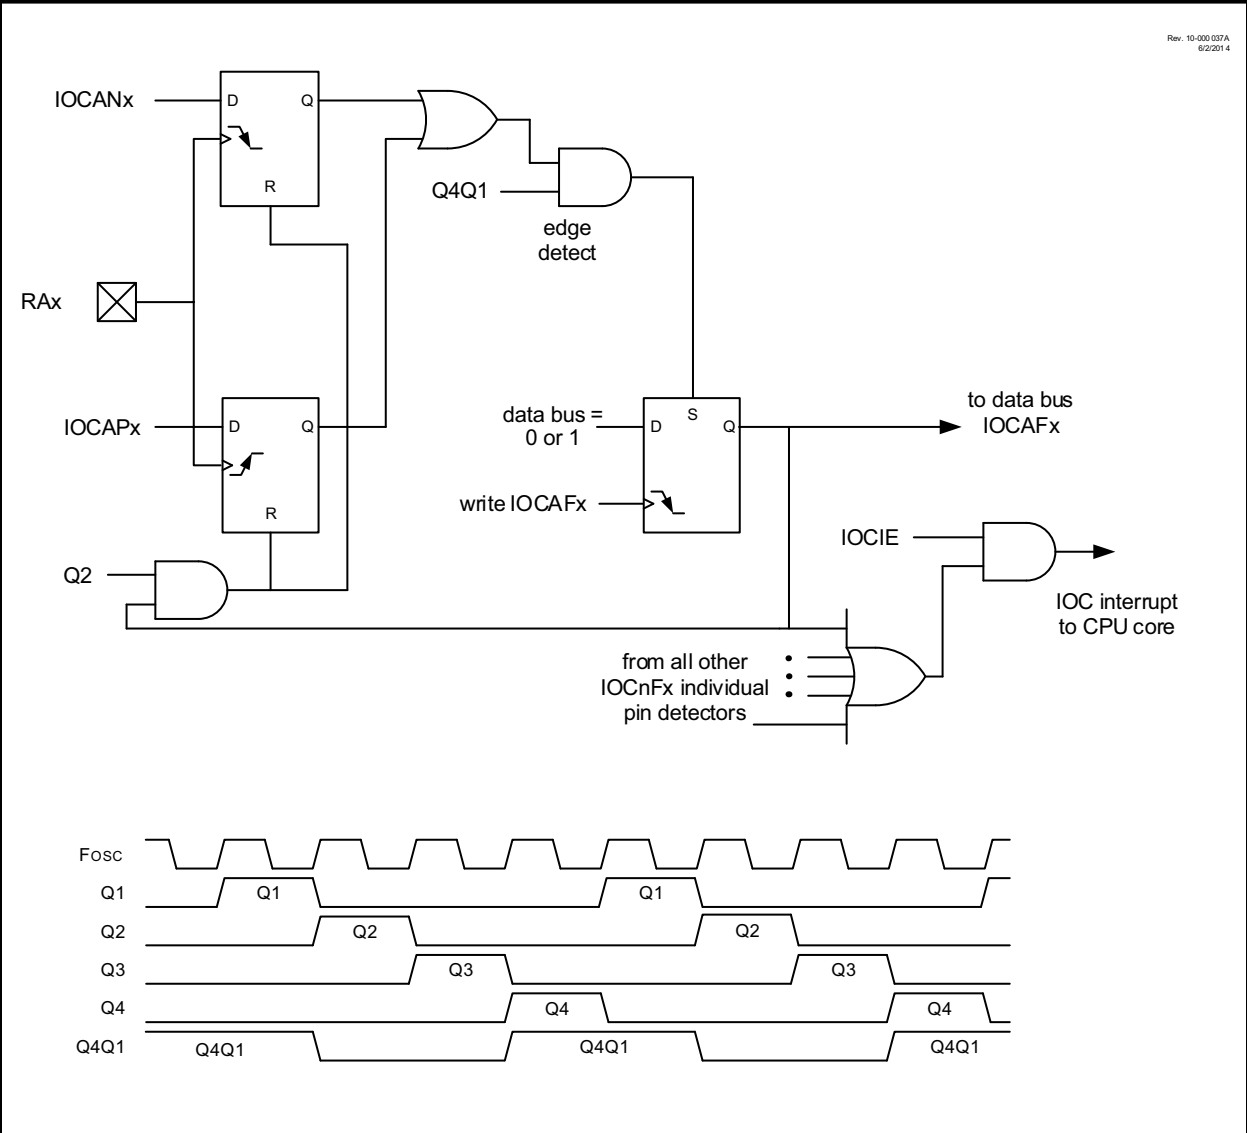 Rev. 10-000 037A
6/2/201 4
IOCANx
D
Q
R
Q4Q1
edge
detect
RAx
IOCAPx
D
Q
R
data bus =
0 or 1
D
S
Q
to data bus
IOCAFx
write IOCAFx
IOCIE
Q2
IOC interrupt
to CPU core
from all other
IOCnFx individual
pin detectors
FOSC
Q1
Q1
Q1
Q2
Q2
Q2
Q3
Q3
Q3
Q4
Q4
Q4
Q4Q1
Q4Q1
Q4Q1
Q4Q1